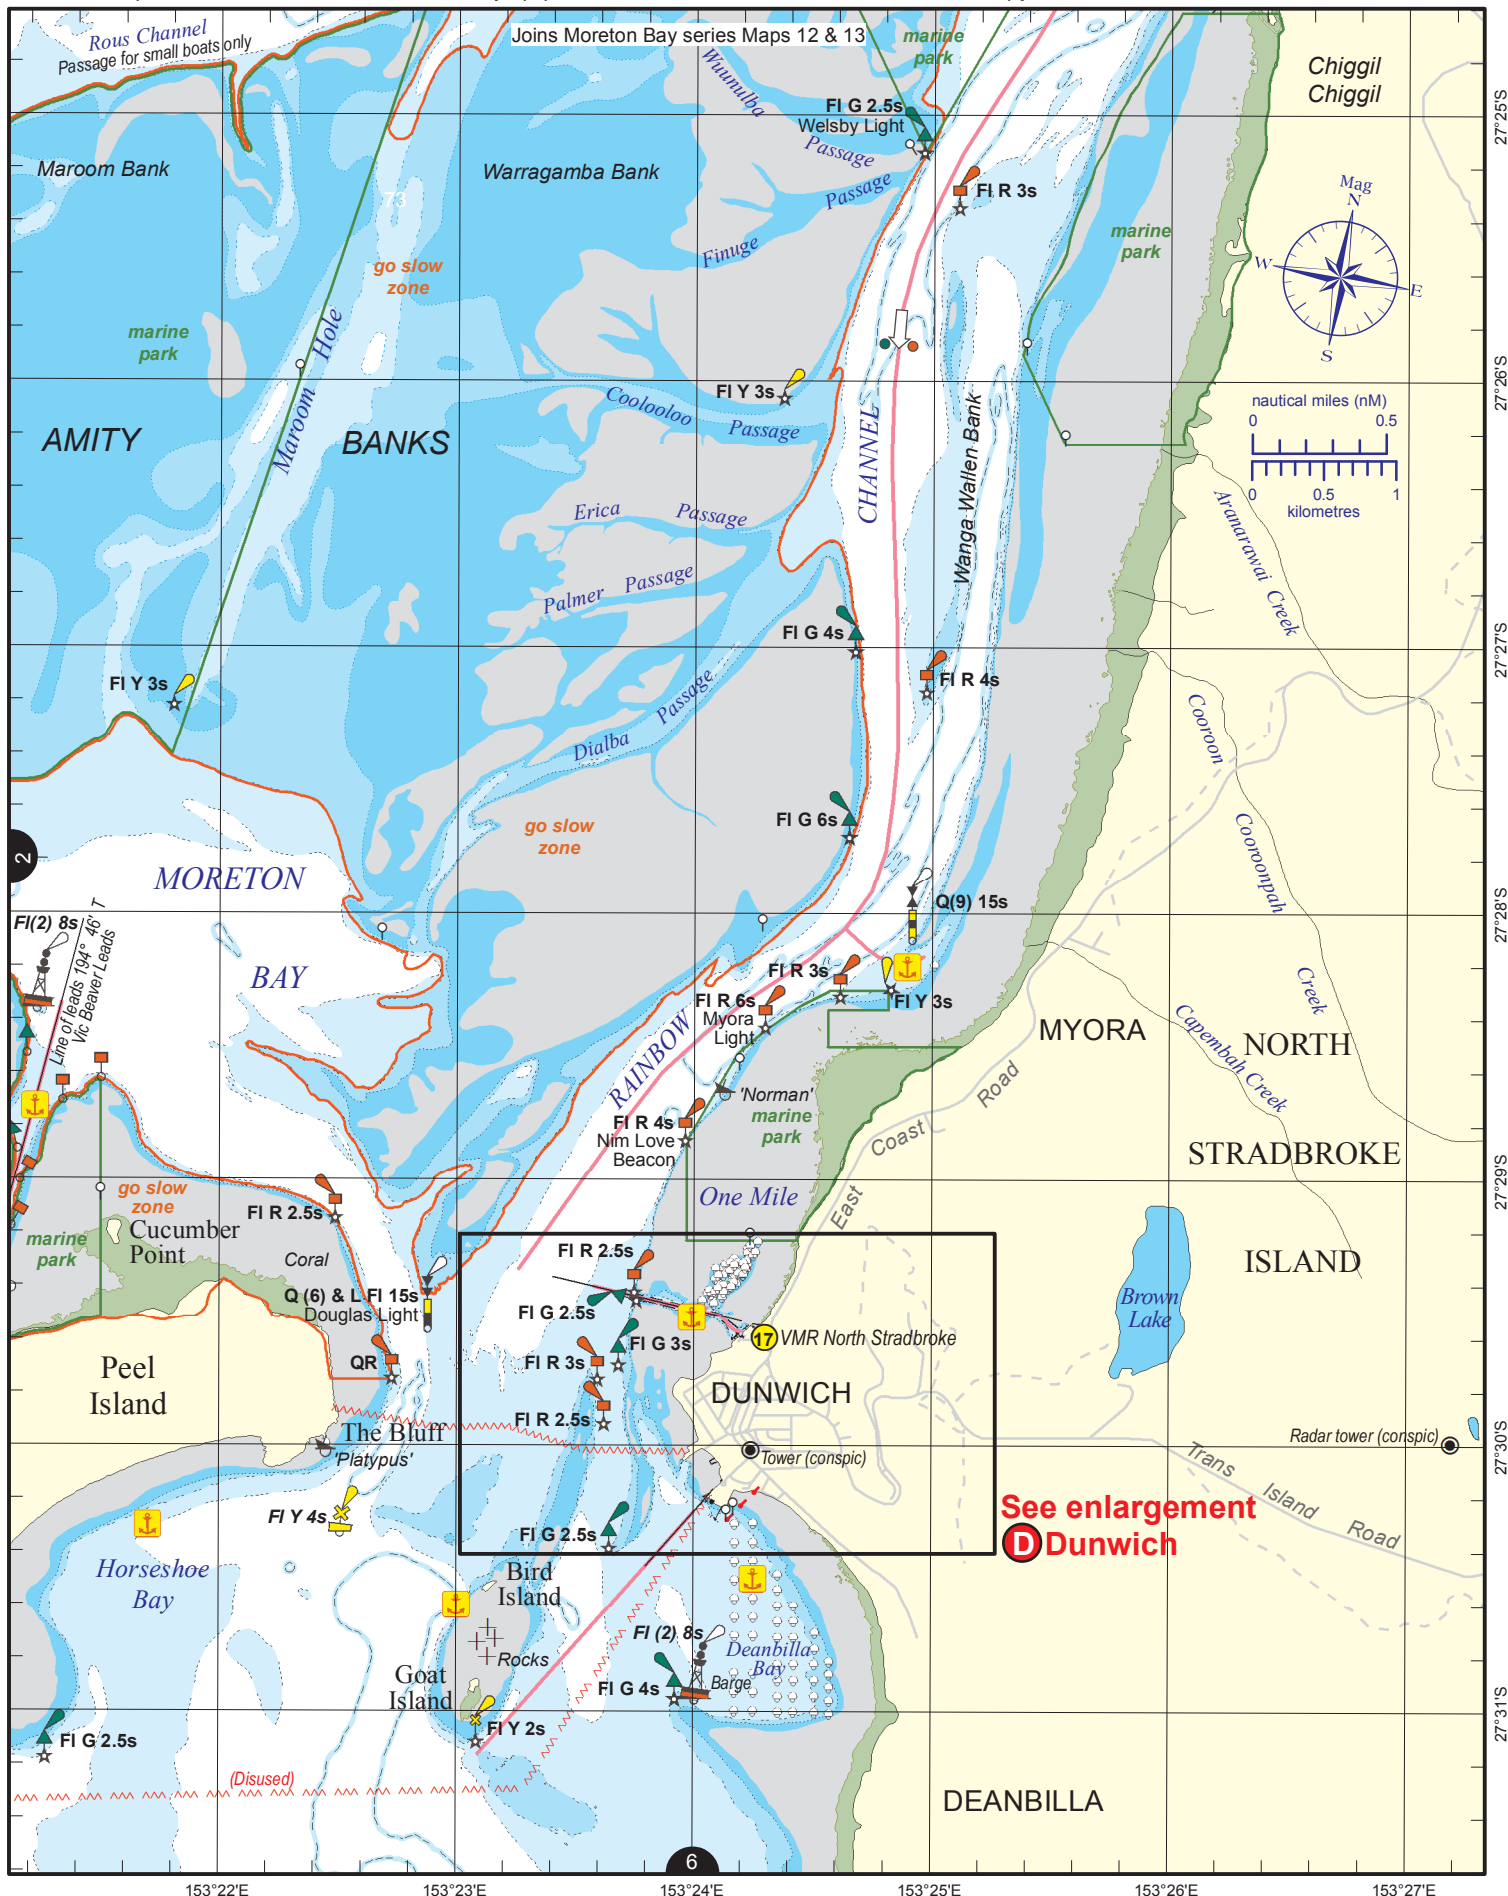 Joins Moreton Bay series Maps 12 & 13
Rous Channel
Passage for small boats only
marine
park
Chiggil
Chiggil
27°25'S
Wuunulba
Passage
Fl G 2.5s
Welsby Light
Maroom Bank
Warragamba Bank
73
Passage
Finuge
Fl R 3s
marine
park
Mag
N
W
E
S
go slow
zone
marine
park
Maroom Hole
27°26'S
Fl Y 3s
Coolooloo
Passage
CHANNEL
Wanga Wallen Bank
nautical miles (nM)
0
0.5
0
0.5
1
kilometres
AMITY
BANKS
Erica
Passage
Aranarawai Creek
Palmer
Passage
Fl G 4s
27°27'S
Fl Y 3s
Fl R 4s
Dialba
Passage
Cooroon
Fl G 6s
go slow
zone
Cooroonpah
Creek
2
MORETON
BAY
Q(9) 15s
27°28'S
Fl(2) 8s
Line of leads 194° 46' T
Vic Beaver Leads
Fl R 3s
Fl Y 3s
Fl R 6s
Myora
Light
MYORA
NORTH
Capembah Creek
RAINBOW
'Norman'
marine
park
Fl R 4s
Nim Love
Beacon
East
Coast
Road
STRADBROKE
27°29'S
go slow
zone
Fl R 2.5s
One Mile
marine
park
Cucumber
Point
Coral
ISLAND
Fl R 2.5s
Q (6) & L Fl 15s
Douglas Light
Fl G 2.5s
Brown
Lake
17
VMR North Stradbroke
Fl G 3s
QR
Fl R 3s
Peel
Island
DUNWICH
Fl R 2.5s
The Bluff
'Platypus'
Tower (conspic)
Radar tower (conspic)
27°30'S
Trans
Island
Road
Fl Y 4s
Fl G 2.5s
See enlargement
D
Dunwich
Horseshoe
Bay
Bird
Island
Fl (2) 8s
Deanbilla
Bay
Rocks
Goat
Island
Fl G 4s
Barge
27°31'S
Fl Y 2s
Fl G 2.5s
(Disused)
DEANBILLA
6
153°22'E
153°23'E
153°24'E
153°25'E
153°26'E
153°27'E